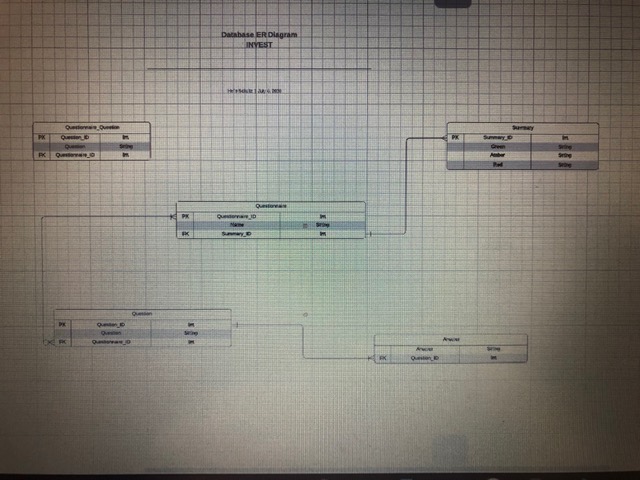 Database ER Diagram
INVEST
July 6, 2020
Questionnaire_Question
PK Question_ID Int
Question String
FK Questionnaire_ID Int
Summary
PK Summary_ID Int
Green String
Amber String
Red String
Questionnaire
PK Questionnaire_ID Int
Name String
FK Summary_ID Int
Question
PK Question_ID Int
Question String
FK Questionnaire_ID Int
Answer
Answer String
FK Question_ID Int